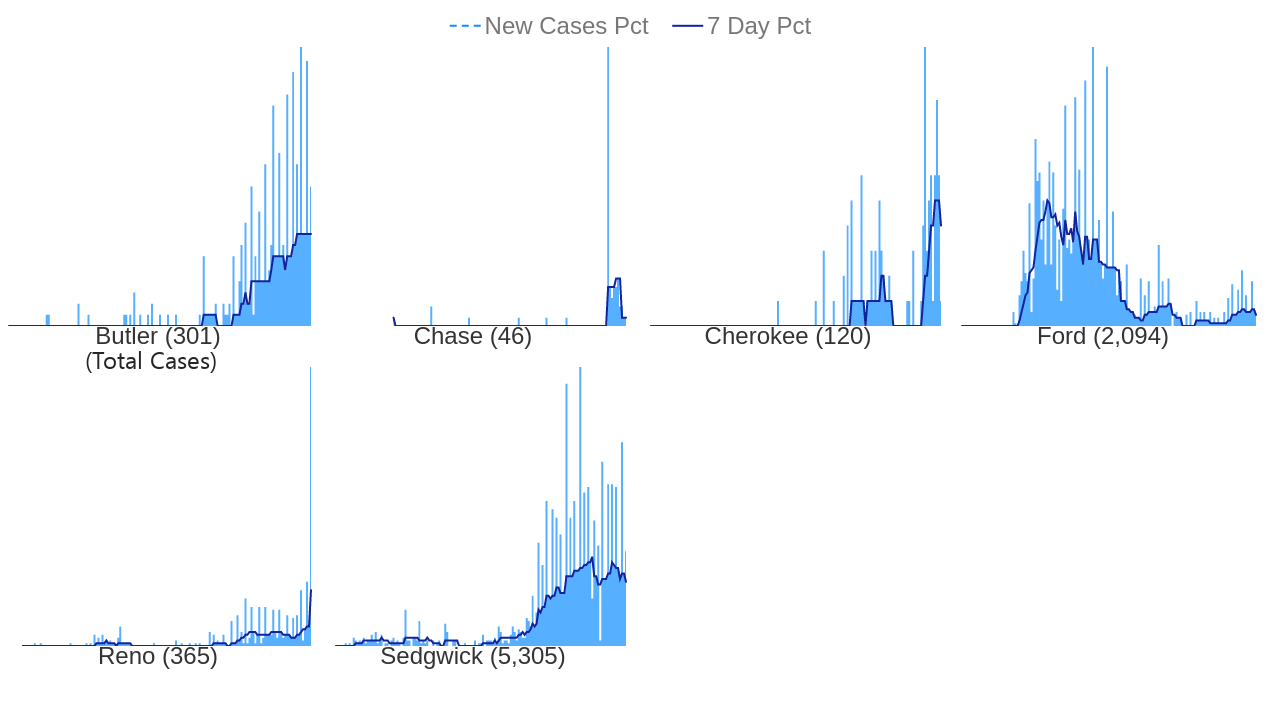 New Cases Pct 7 Day Pct
Butler (301)
(Total Cases)
Chase (46)
Cherokee (120)
Ford (2,094)
Reno (365)
Sedgwick (5,305)